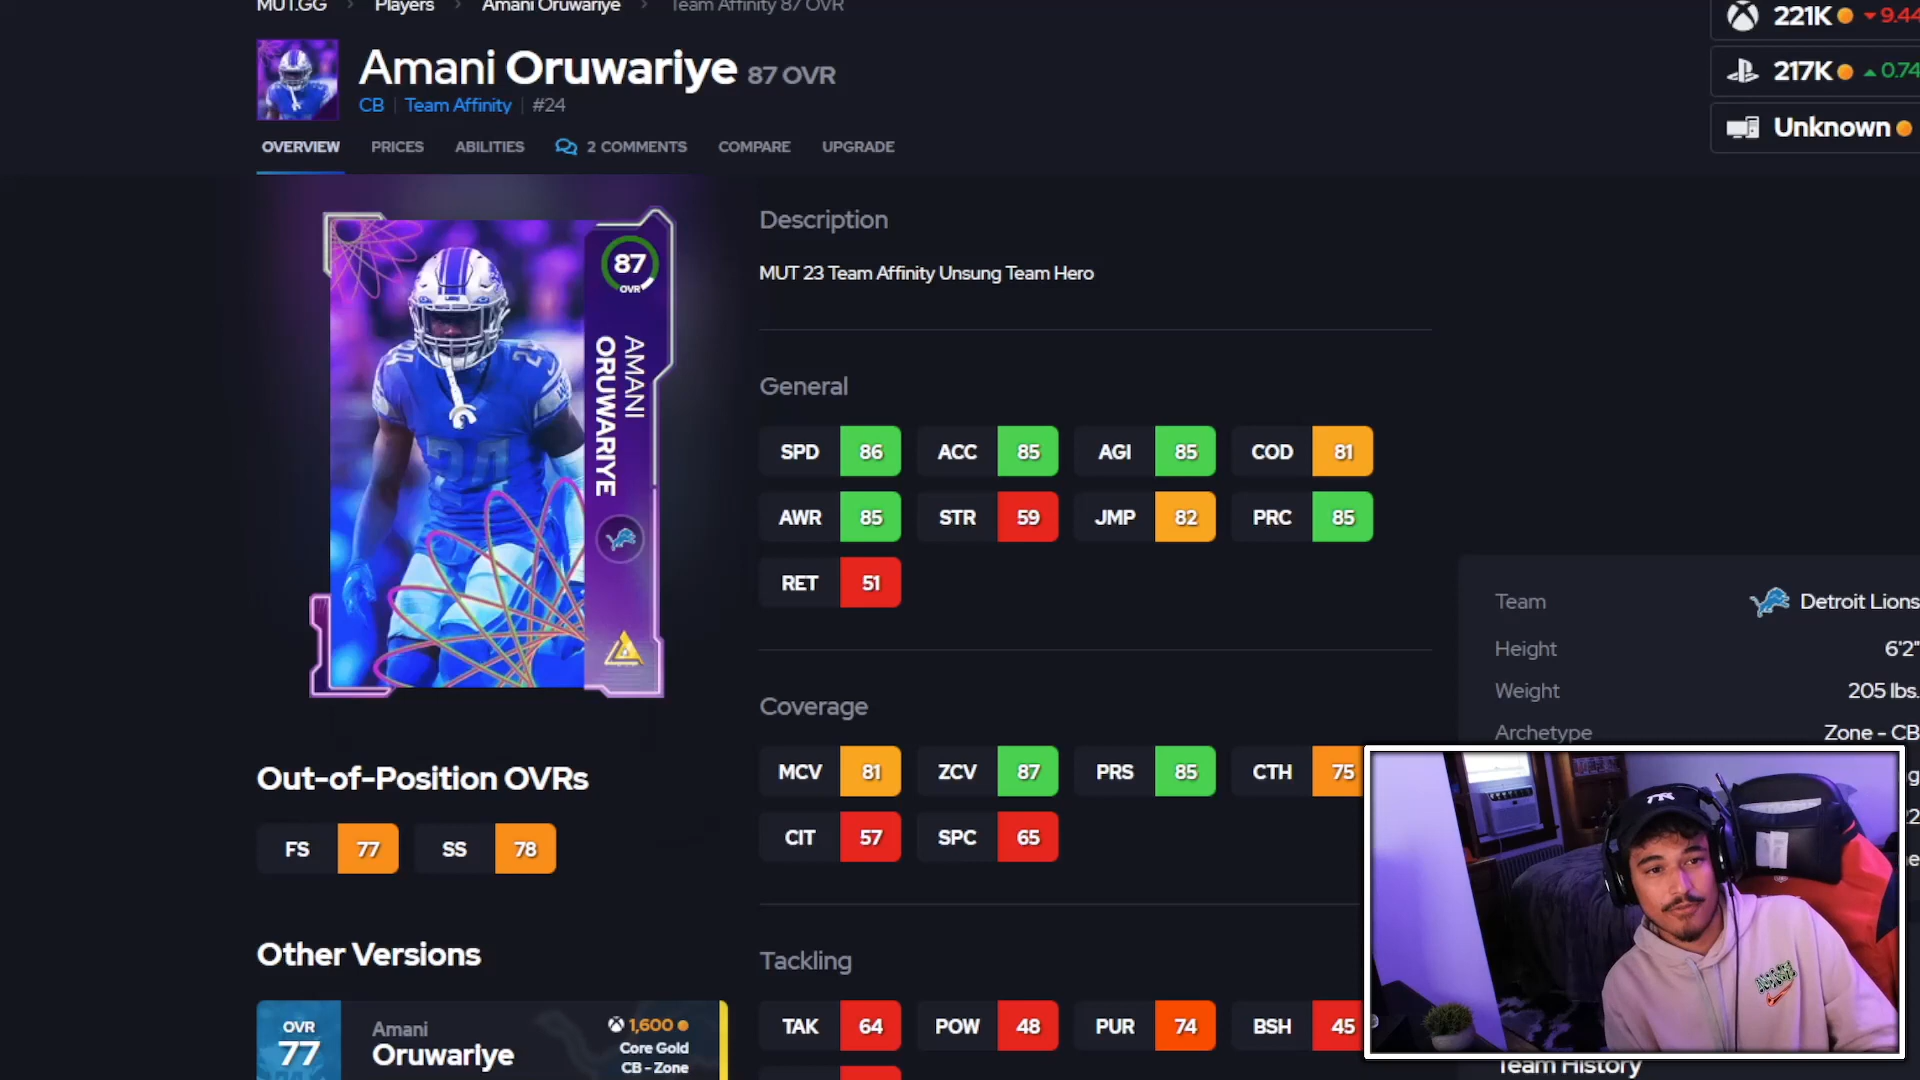 MUT.GG > Players > Amani Oruwariye > Team Affinity 87 OVR
Amani Oruwariye 87 OVR
CB | Team Affinity | #24
OVERVIEW PRICES ABILITIES 2 COMMENTS COMPARE UPGRADE
221K 9.44
217K 0.74
Unknown
87
OVR
AMANI
ORUWARIYE
24
Description
MUT 23 Team Affinity Unsung Team Hero
General
SPD 86 ACC 85 AGI 85 COD 81
AWR 85 STR 59 JMP 82 PRC 85
RET 51
Coverage
MCV 81 ZCV 87 PRS 85 CTH 75
CIT 57 SPC 65
Tackling
TAK 64 POW 48 PUR 74 BSH 45
Out-of-Position OVRs
FS 77 SS 78
Other Versions
OVR
77
Amani
Oruwariye
1,600
Core Gold
CB - Zone
Team Detroit Lions
Height 6'2"
Weight 205 lbs.
Archetype Zone - CB
Team History